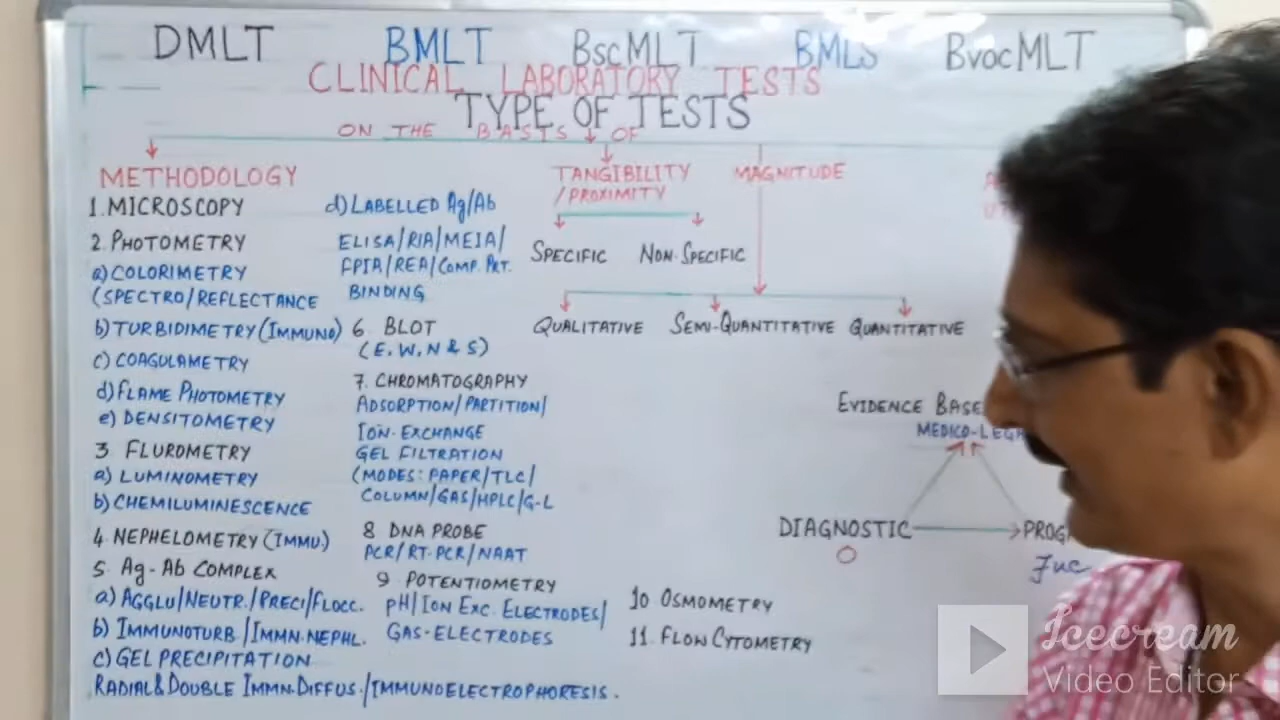 DMLT BMLT BscMLT BMLS BvocMLT
CLINICAL LABORATORY TESTS
TYPE OF TESTS
ON THE BASIS OF
METHODOLOGY
1. MICROSCOPY
2. PHOTOMETRY
a) COLORIMETRY
(SPECTRO/REFLECTANCE
b) TURBIDIMETRY (IMMUNO)
c) COAGULAMETRY
d) FLAME PHOTOMETRY
e) DENSITOMETRY
3. FLUROMETRY
a) LUMINOMETRY
b) CHEMILUMINESCENCE
4. NEPHELOMETRY (IMMU)
5. Ag-Ab COMPLEX
a) AGGLU/NEUTR./PRECI/FLOCC.
b) IMMUNOTURB./IMMN.NEPHL.
c) GEL PRECIPITATION
RADIAL & DOUBLE IMMN.DIFFUS./IMMUNOELECTROPHORESIS.
d) LABELLED Ag/Ab
ELISA/RIA/MEIA/
FPIA/REA/COMP. PRT.
BINDING
6. BLOT
(E, W, N & S)
7. CHROMATOGRAPHY
ADSORPTION/PARTITION/
ION-EXCHANGE
GEL FILTRATION
(MODES: PAPER/TLC/
COLUMN/GAS/HPLC/G-L
8 DNA PROBE
PCR/RT-PCR/NAAT
9 POTENTIOMETRY
pH/ION EXC. ELECTRODES/
GAS-ELECTRODES
10 OSMOMETRY
11. FLOW CYTOMETRY
TANGIBILITY
/PROXIMITY
SPECIFIC NON-SPECIFIC
MAGNITUDE
QUALITATIVE SEMI-QUANTITATIVE QUANTITATIVE
EVIDENCE BASE
MEDICO-LEGA
DIAGNOSTIC PROG
Icecream
Video Editor